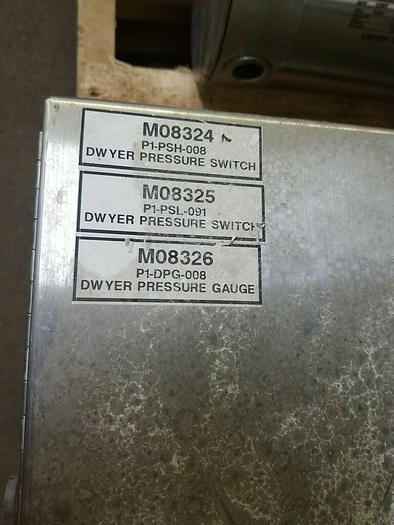 M08324
P1-PSH-008
DWYER PRESSURE SWITCH
M08325
P1-PSL-091
DWYER PRESSURE SWITCH
M08326
P1-DPG-008
DWYER PRESSURE GAUGE